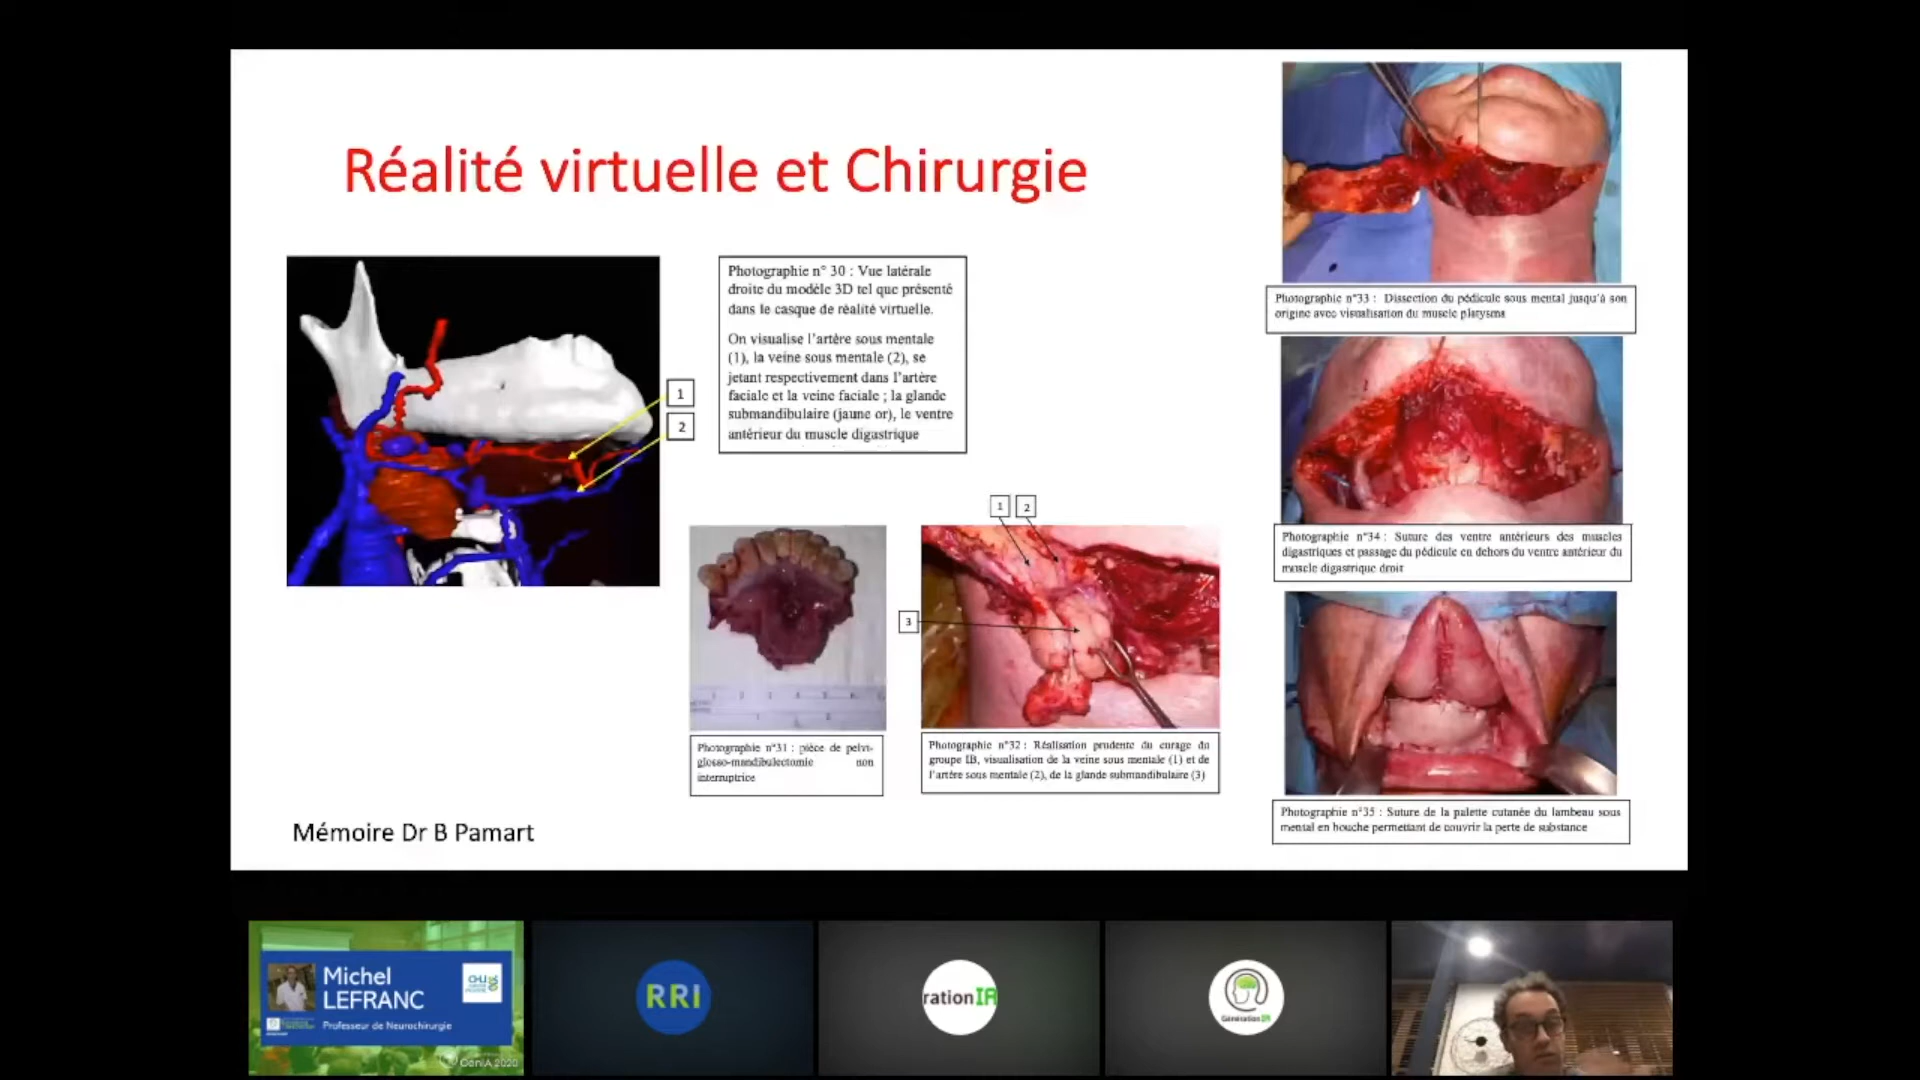 Réalité virtuelle et Chirurgie
Photographie n° 30 : Vue latérale
droite du modèle 3D tel que présenté
dans le casque de réalité virtuelle.
On visualise l'artère sous mentale
(1), la veine sous mentale (2), se
jetant respectivement dans l'artère
faciale et la veine faciale ; la glande
submandibulaire (jaune or), le ventre
antérieur du muscle digastrique
1
2
1
2
3
Photographie n°31 : pièce de pelvi-
glosso-mandibulectomie non
interruptrice
Photographie n°32 : Réalisation prudente du curage du
groupe IB, visualisation de la veine sous mentale (1) et de
l'artère sous mentale (2), de la glande submandibulaire (3)
Photographie n°33 : Dissection du pédicule sous mental jusqu'à son
origine avec visualisation du muscle platysma
Photographie n°34 : Suture des ventre antérieurs des muscles
digastriques et passage du pédicule en dehors du ventre antérieur du
muscle digastrique droit
Photographie n°35 : Suture de la palette cutanée du lambeau sous
mental en bouche permettant de couvrir la perte de substance
Mémoire Dr B Pamart
Michel
LEFRANC
CHU
Professeur de Neurochirurgie
GenIA 2020
RRI
rationIA
GénérationIA